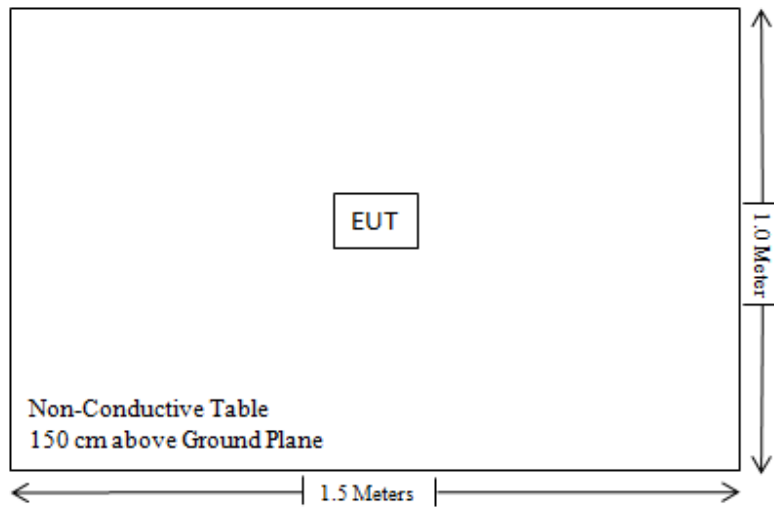 EUT
1.0 Meter
Non-Conductive Table
150 cm above Ground Plane
1.5 Meters